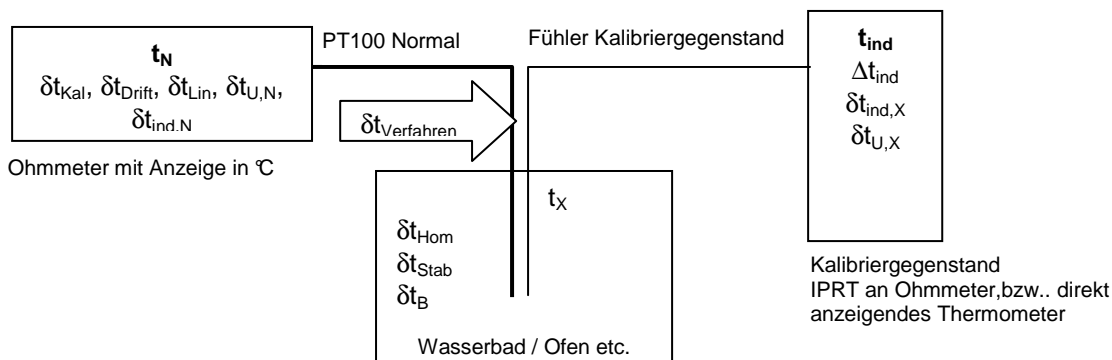 t_N
δt_Kal, δt_Drift, δt_Lin, δt_U,N,
δt_ind,N
Ohmmeter mit Anzeige in °C
PT100 Normal
δt_Verfahren
Fühler Kalibriergegenstand
t_X
δt_Hom
δt_Stab
δt_B
Wasserbad / Ofen etc.
t_ind
Δt_ind
δt_ind,X
δt_U,X
Kalibriergegenstand
IPRT an Ohmmeter,bzw.. direkt
anzeigendes Thermometer